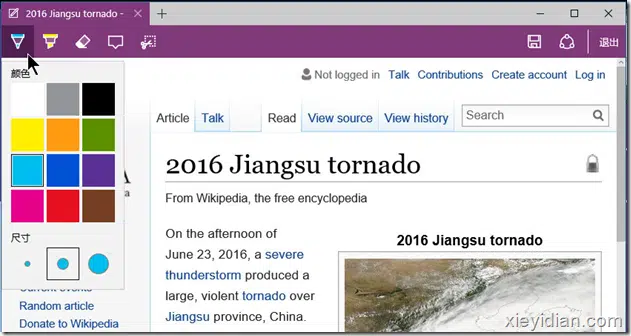 2016 Jiangsu tornado -
退出
颜色
尺寸
Not logged in Talk Contributions Create account Log in
Article Talk Read View source View history Search
2016 Jiangsu tornado
From Wikipedia, the free encyclopedia
On the afternoon of
June 23, 2016, a severe
thunderstorm produced a
large, violent tornado over
Jiangsu province, China.
2016 Jiangsu tornado
Current events
Random article
Donate to Wikipedia
xieyidian.com